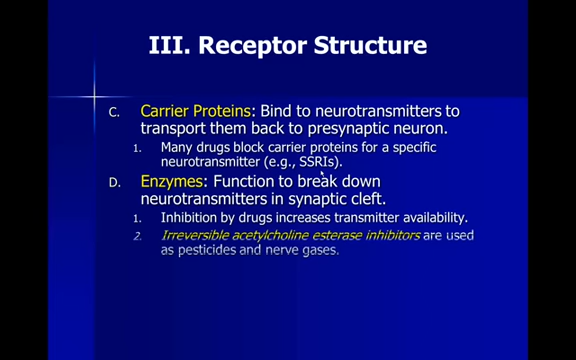 III. Receptor Structure
C. Carrier Proteins: Bind to neurotransmitters to
transport them back to presynaptic neuron.
1. Many drugs block carrier proteins for a specific
neurotransmitter (e.g., SSRIs).
D. Enzymes: Function to break down
neurotransmitters in synaptic cleft.
1. Inhibition by drugs increases transmitter availability.
2. Irreversible acetylcholine esterase inhibitors are used
as pesticides and nerve gases.